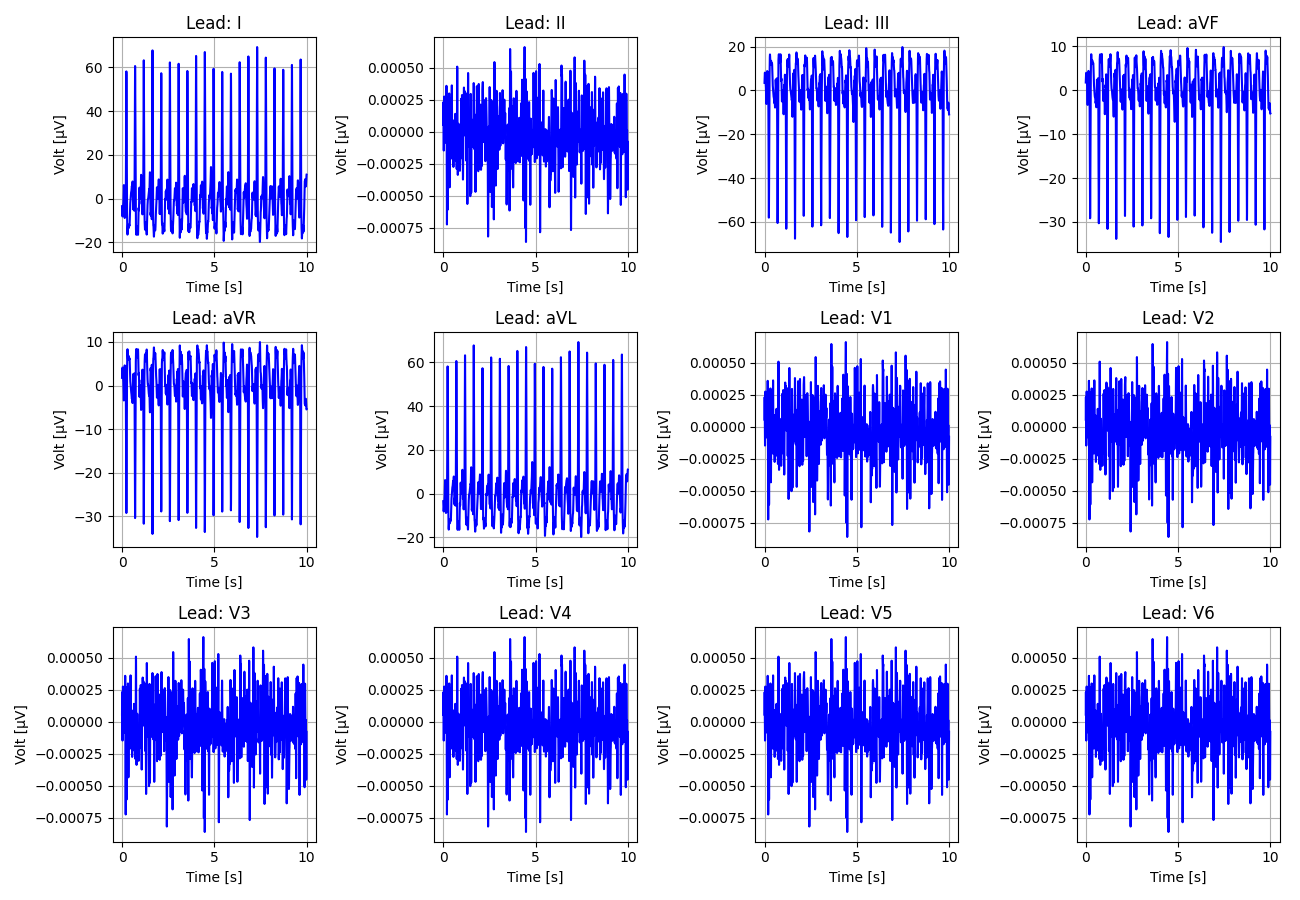 Lead: I
Volt [µV]
60
40
20
0
−20
0 5 10
Time [s]
Lead: II
Volt [µV]
0.00050
0.00025
0.00000
−0.00025
−0.00050
−0.00075
0 5 10
Time [s]
Lead: III
Volt [µV]
20
0
−20
−40
−60
0 5 10
Time [s]
Lead: aVF
Volt [µV]
10
0
−10
−20
−30
0 5 10
Time [s]
Lead: aVR
Volt [µV]
10
0
−10
−20
−30
0 5 10
Time [s]
Lead: aVL
Volt [µV]
60
40
20
0
−20
0 5 10
Time [s]
Lead: V1
Volt [µV]
0.00050
0.00025
0.00000
−0.00025
−0.00050
−0.00075
0 5 10
Time [s]
Lead: V2
Volt [µV]
0.00050
0.00025
0.00000
−0.00025
−0.00050
−0.00075
0 5 10
Time [s]
Lead: V3
Volt [µV]
0.00050
0.00025
0.00000
−0.00025
−0.00050
−0.00075
0 5 10
Time [s]
Lead: V4
Volt [µV]
0.00050
0.00025
0.00000
−0.00025
−0.00050
−0.00075
0 5 10
Time [s]
Lead: V5
Volt [µV]
0.00050
0.00025
0.00000
−0.00025
−0.00050
−0.00075
0 5 10
Time [s]
Lead: V6
Volt [µV]
0.00050
0.00025
0.00000
−0.00025
−0.00050
−0.00075
0 5 10
Time [s]